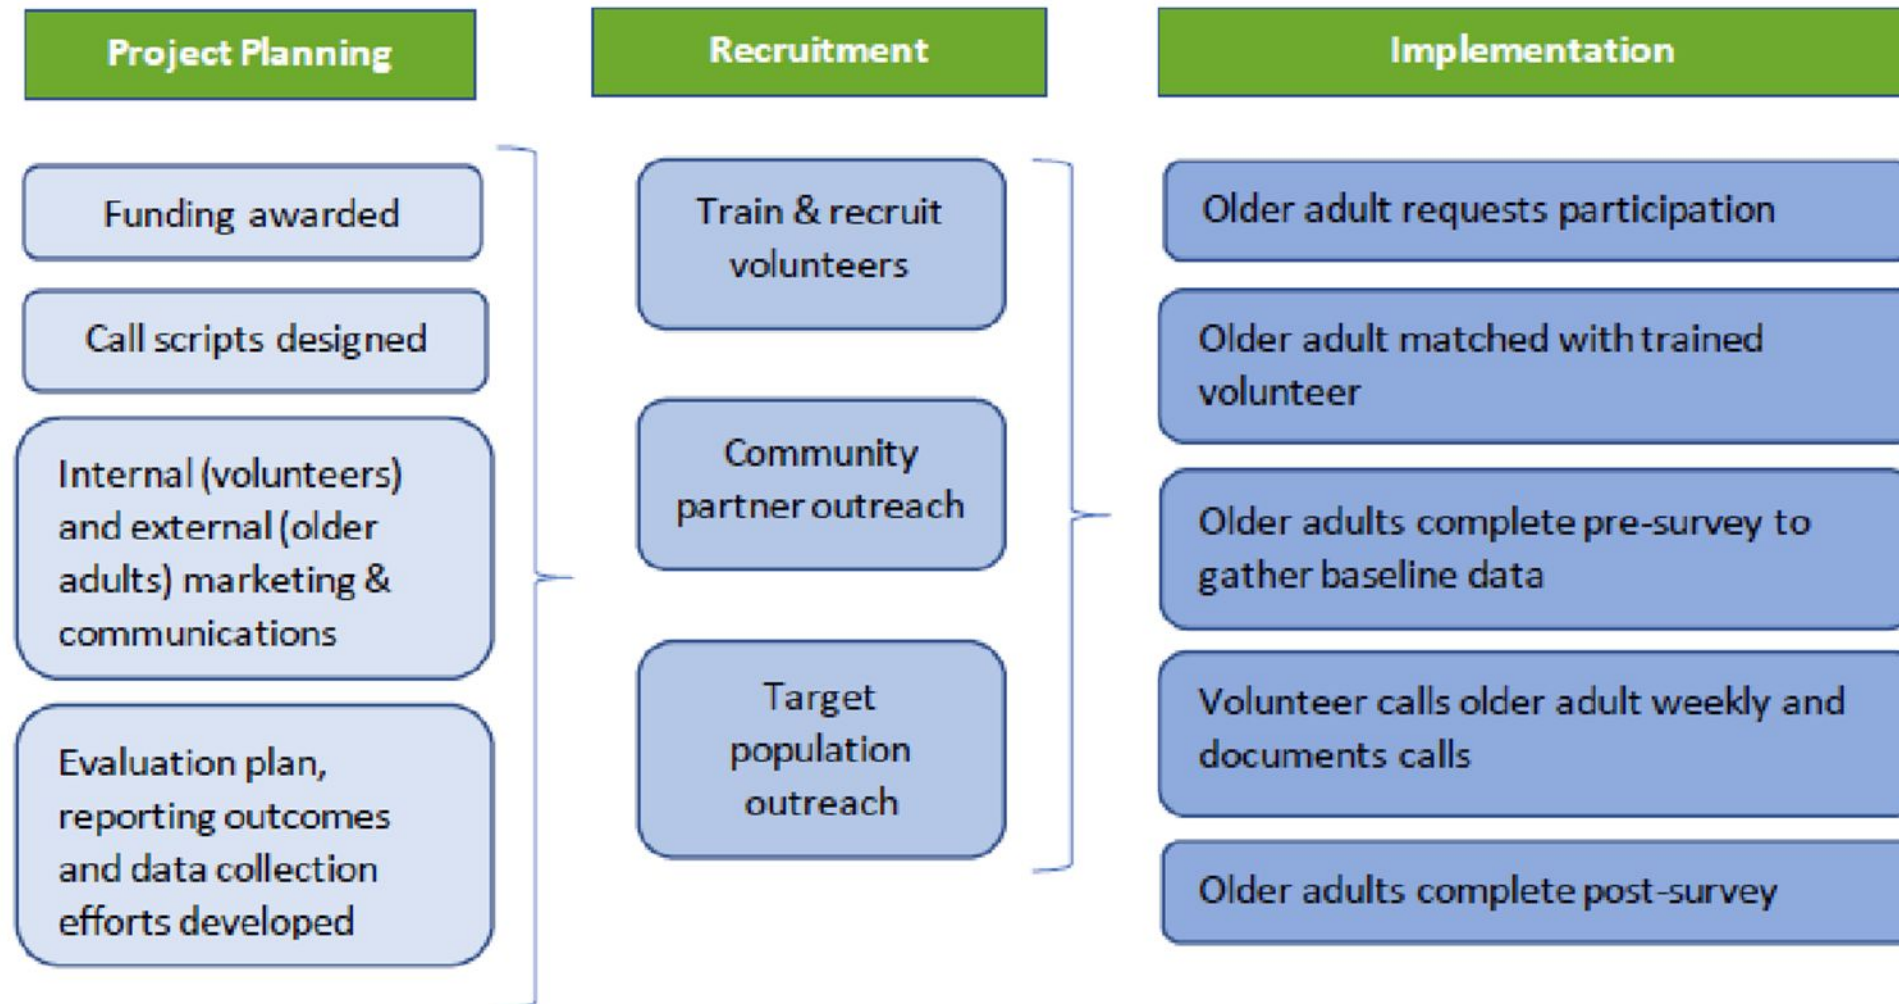 Project Planning
Funding awarded
Call scripts designed
Internal (volunteers)
and external (older
adults) marketing &
communications
Evaluation plan,
reporting outcomes
and data collection
efforts developed
Recruitment
Train & recruit
volunteers
Community
partner outreach
Target
population
outreach
Implementation
Older adult requests participation
Older adult matched with trained
volunteer
Older adults complete pre-survey to
gather baseline data
Volunteer calls older adult weekly and
documents calls
Older adults complete post-survey